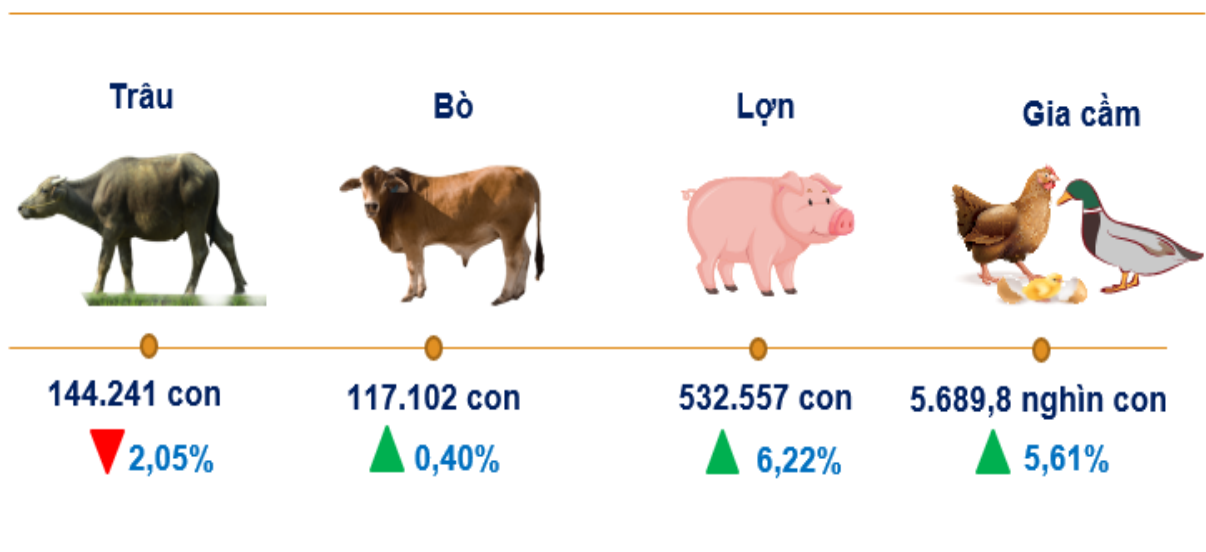 Trâu
Bò
Lợn
Gia cầm
144.241 con
117.102 con
532.557 con
5.689,8 nghìn con
2,05%
0,40%
6,22%
5,61%